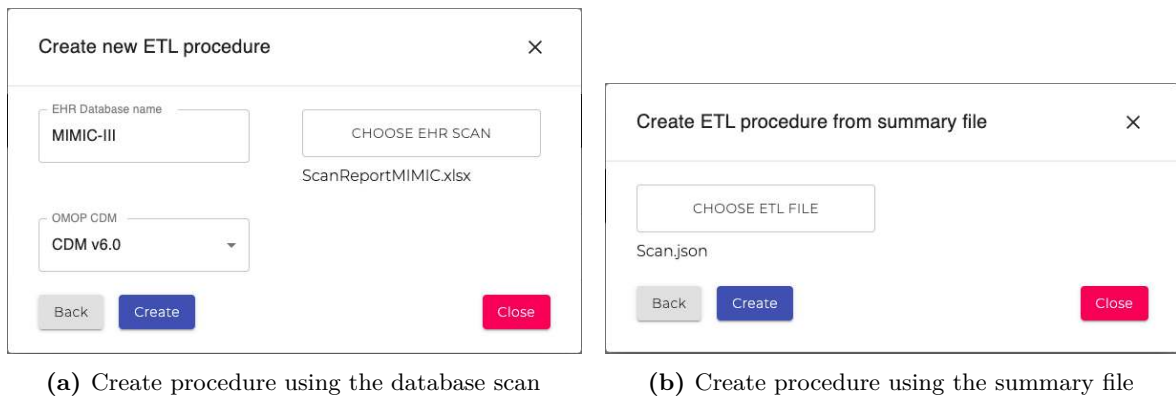 Create new ETL procedure
EHR Database name
MIMIC-III
CHOOSE EHR SCAN
ScanReportMIMIC.xlsx
OMOP CDM
CDM v6.0
Back
Create
Close
(a) Create procedure using the database scan
Create ETL procedure from summary file
CHOOSE ETL FILE
Scan.json
Back
Create
Close
(b) Create procedure using the summary file